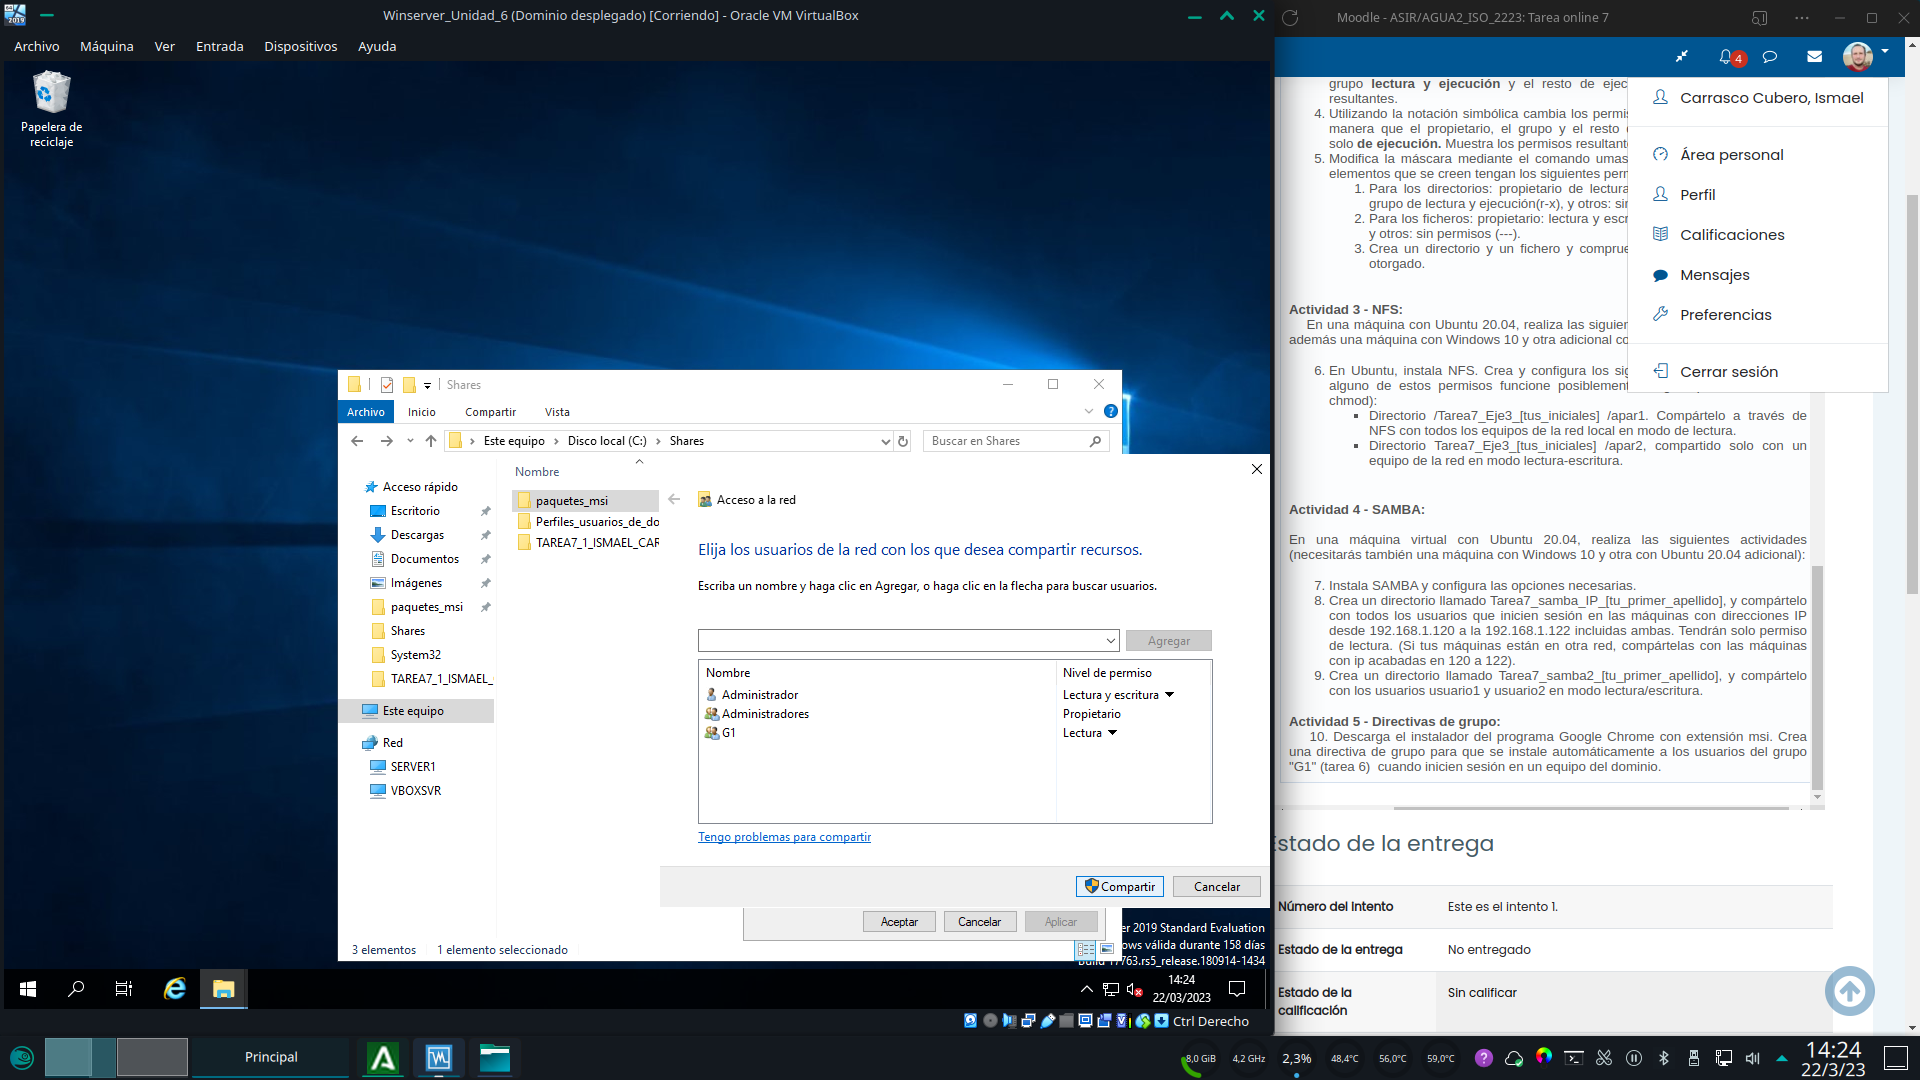 Winserver_Unidad_6 (Dominio desplegado) [Corriendo] - Oracle VM VirtualBox
Archivo Máquina Ver Entrada Dispositivos Ayuda
Papelera de
reciclaje
Shares
Archivo Inicio Compartir Vista
Este equipo > Disco local (C:) > Shares
Buscar en Shares
Acceso rápido
Escritorio
Descargas
Documentos
Imágenes
paquetes_msi
Shares
System32
TAREA7_1_ISMAEL_
Este equipo
Red
SERVER1
VBOXSVR
Nombre
paquetes_msi
Perfiles_usuarios_de_do
TAREA7_1_ISMAEL_CAR
Acceso a la red
Elija los usuarios de la red con los que desea compartir recursos.
Escriba un nombre y haga clic en Agregar, o haga clic en la flecha para buscar usuarios.
Agregar
Nombre Nivel de permiso
Administrador Lectura y escritura
Administradores Propietario
G1 Lectura
Tengo problemas para compartir
Compartir Cancelar
Aceptar Cancelar Aplicar
3 elementos 1 elemento seleccionado
er 2019 Standard Evaluation
ows válida durante 158 días
Build 17763.rs5_release.180914-1434
14:24
22/03/2023
Ctrl Derecho
Moodle - ASIR/AGUA2_ISO_2223: Tarea online 7
4
Carrasco Cubero, Ismael
Área personal
Perfil
Calificaciones
Mensajes
Preferencias
Cerrar sesión
grupo lectura y ejecución y el resto de ejec
resultantes.
4. Utilizando la notación simbólica cambia los permis
manera que el propietario, el grupo y el resto
solo de ejecución. Muestra los permisos resultant
5. Modifica la máscara mediante el comando umas
elementos que se creen tengan los siguientes perm
1. Para los directorios: propietario de lectura
grupo de lectura y ejecución(r-x), y otros: sin
2. Para los ficheros: propietario: lectura y escr
y otros: sin permisos (---).
3. Crea un directorio y un fichero y comprue
otorgado.
Actividad 3 - NFS:
En una máquina con Ubuntu 20.04, realiza las siguien
además una máquina con Windows 10 y otra adicional co
6. En Ubuntu, instala NFS. Crea y configura los sig
alguno de estos permisos funcione posiblement
chmod):
Directorio /Tarea7_Eje3_[tus_iniciales] /apar1. Compártelo a través de
NFS con todos los equipos de la red local en modo de lectura.
Directorio Tarea7_Eje3_[tus_iniciales] /apar2, compartido solo con un
equipo de la red en modo lectura-escritura.
Actividad 4 - SAMBA:
En una máquina virtual con Ubuntu 20.04, realiza las siguientes actividades
(necesitarás también una máquina con Windows 10 y otra con Ubuntu 20.04 adicional):
7. Instala SAMBA y configura las opciones necesarias.
8. Crea un directorio llamado Tarea7_samba_IP_[tu_primer_apellido], y compártelo
con todos los usuarios que inicien sesión en las máquinas con direcciones IP
desde 192.168.1.120 a la 192.168.1.122 incluidas ambas. Tendrán solo permiso
de lectura. (Si tus máquinas están en otra red, compártelas con las máquinas
con ip acabadas en 120 a 122).
9. Crea un directorio llamado Tarea7_samba2_[tu_primer_apellido], y compártelo
con los usuarios usuario1 y usuario2 en modo lectura/escritura.
Actividad 5 - Directivas de grupo:
10. Descarga el instalador del programa Google Chrome con extensión msi. Crea
una directiva de grupo para que se instale automáticamente a los usuarios del grupo
"G1" (tarea 6) cuando inicien sesión en un equipo del dominio.
Estado de la entrega
Número del intento Este es el intento 1.
Estado de la entrega No entregado
Estado de la
calificación
Sin calificar
Principal
8,0 GiB 4,2 GHz 2,3% 48,4°C 56,0°C 59,0°C
14:24
22/3/23